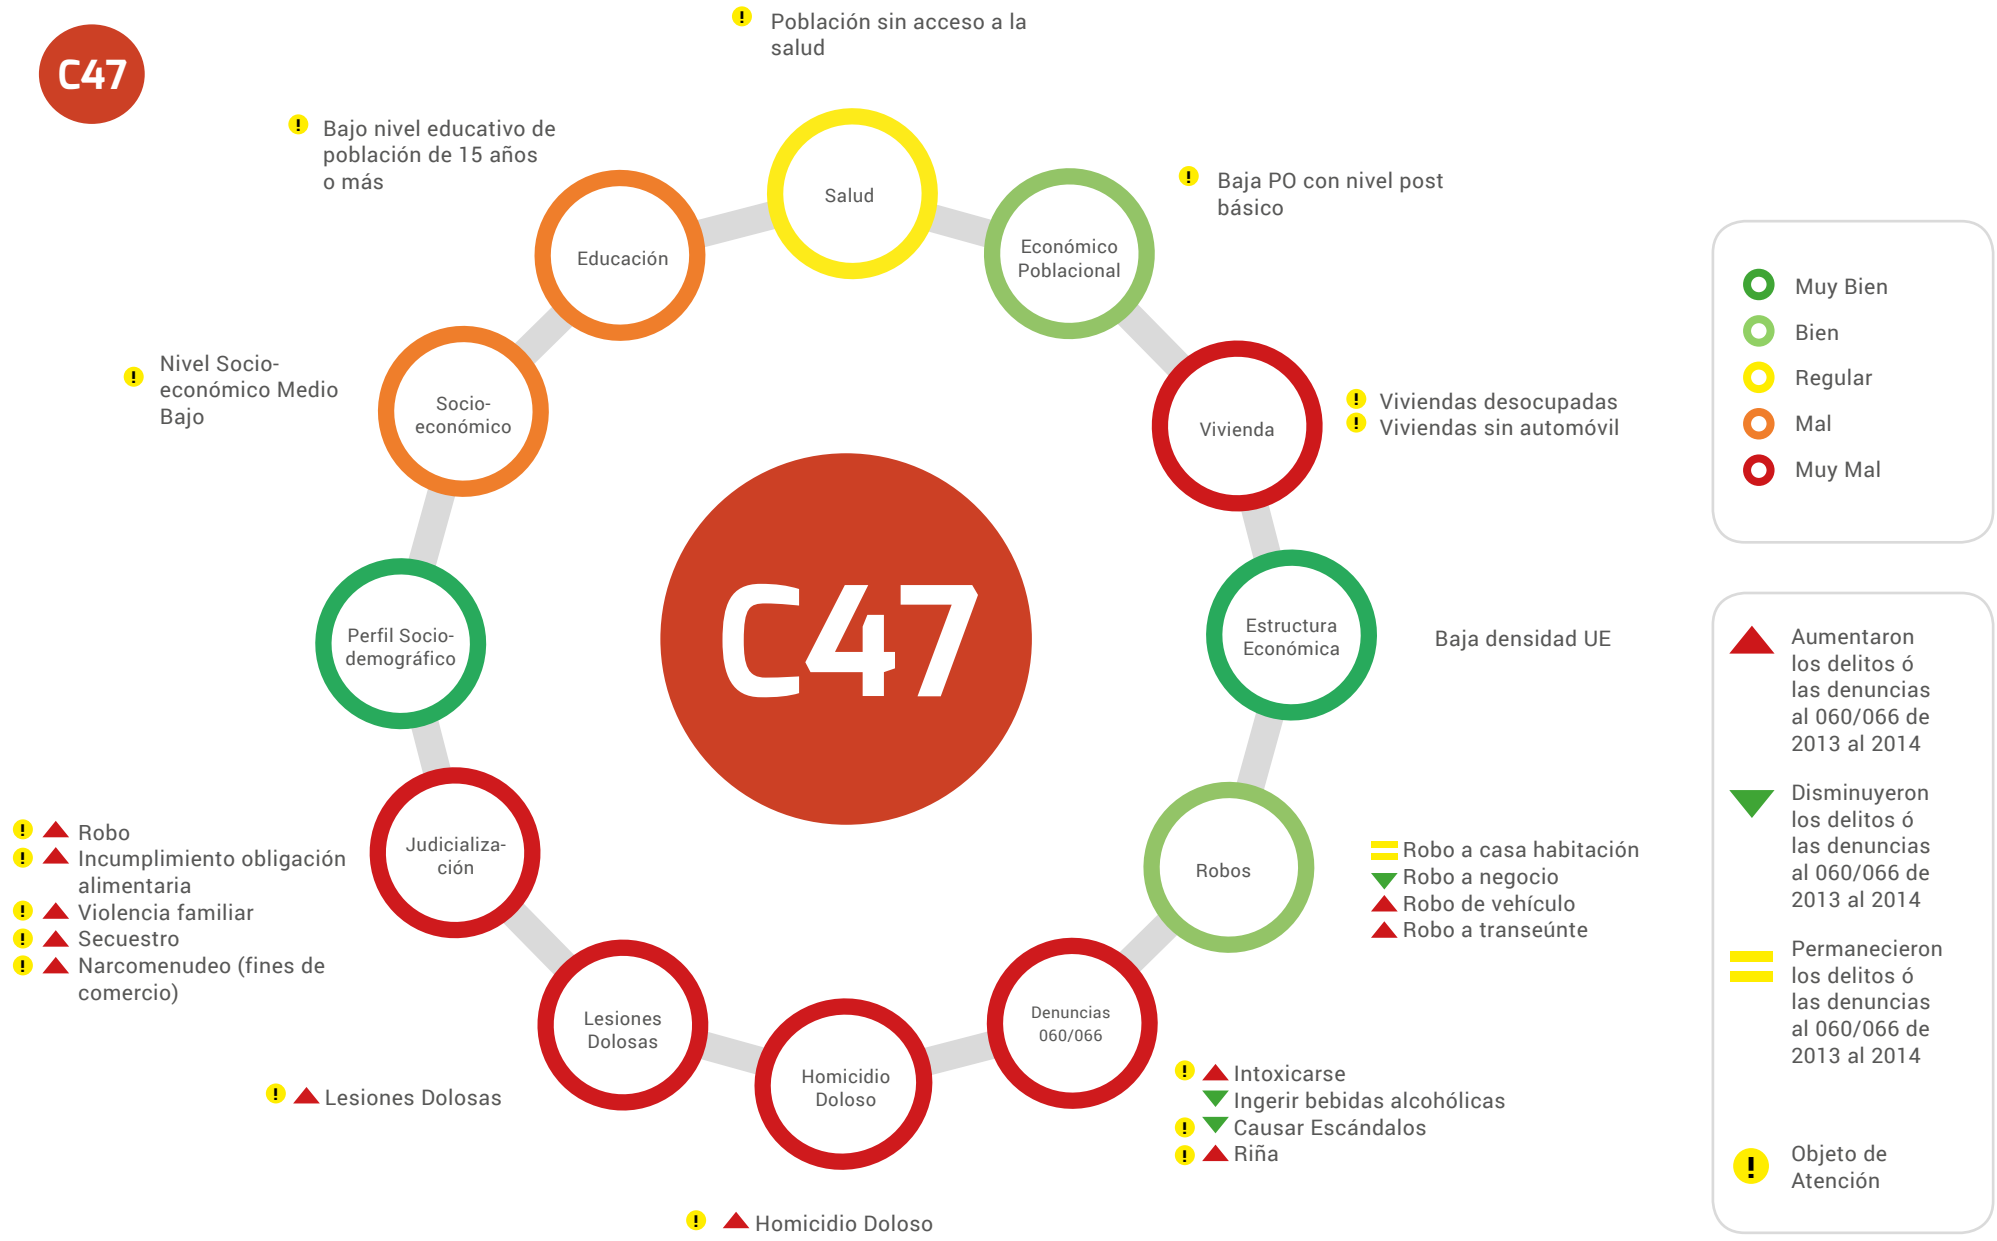 C47
Población sin acceso a la
salud
Bajo nivel educativo de
población de 15 años
o más
Salud
Baja PO con nivel post
básico
Educación
Económico
Poblacional
Nivel Socio-
económico Medio
Bajo
Socio-
económico
Vivienda
Viviendas desocupadas
Viviendas sin automóvil
Muy Bien
Bien
Regular
Mal
Muy Mal
C47
Perfil Socio-
demográfico
Estructura
Económica
Baja densidad UE
Judicializa-
ción
Robo
Incumplimiento obligación
alimentaria
Violencia familiar
Secuestro
Narcomenudeo (fines de
comercio)
Robos
Robo a casa habitación
Robo a negocio
Robo de vehículo
Robo a transeúnte
Lesiones
Dolosas
Lesiones Dolosas
Homicidio
Doloso
Homicidio Doloso
Denuncias
060/066
Intoxicarse
Ingerir bebidas alcohólicas
Causar Escándalos
Riña
Aumentaron
los delitos ó
las denuncias
al 060/066 de
2013 al 2014
Disminuyeron
los delitos ó
las denuncias
al 060/066 de
2013 al 2014
Permanecieron
los delitos ó
las denuncias
al 060/066 de
2013 al 2014
Objeto de
Atención